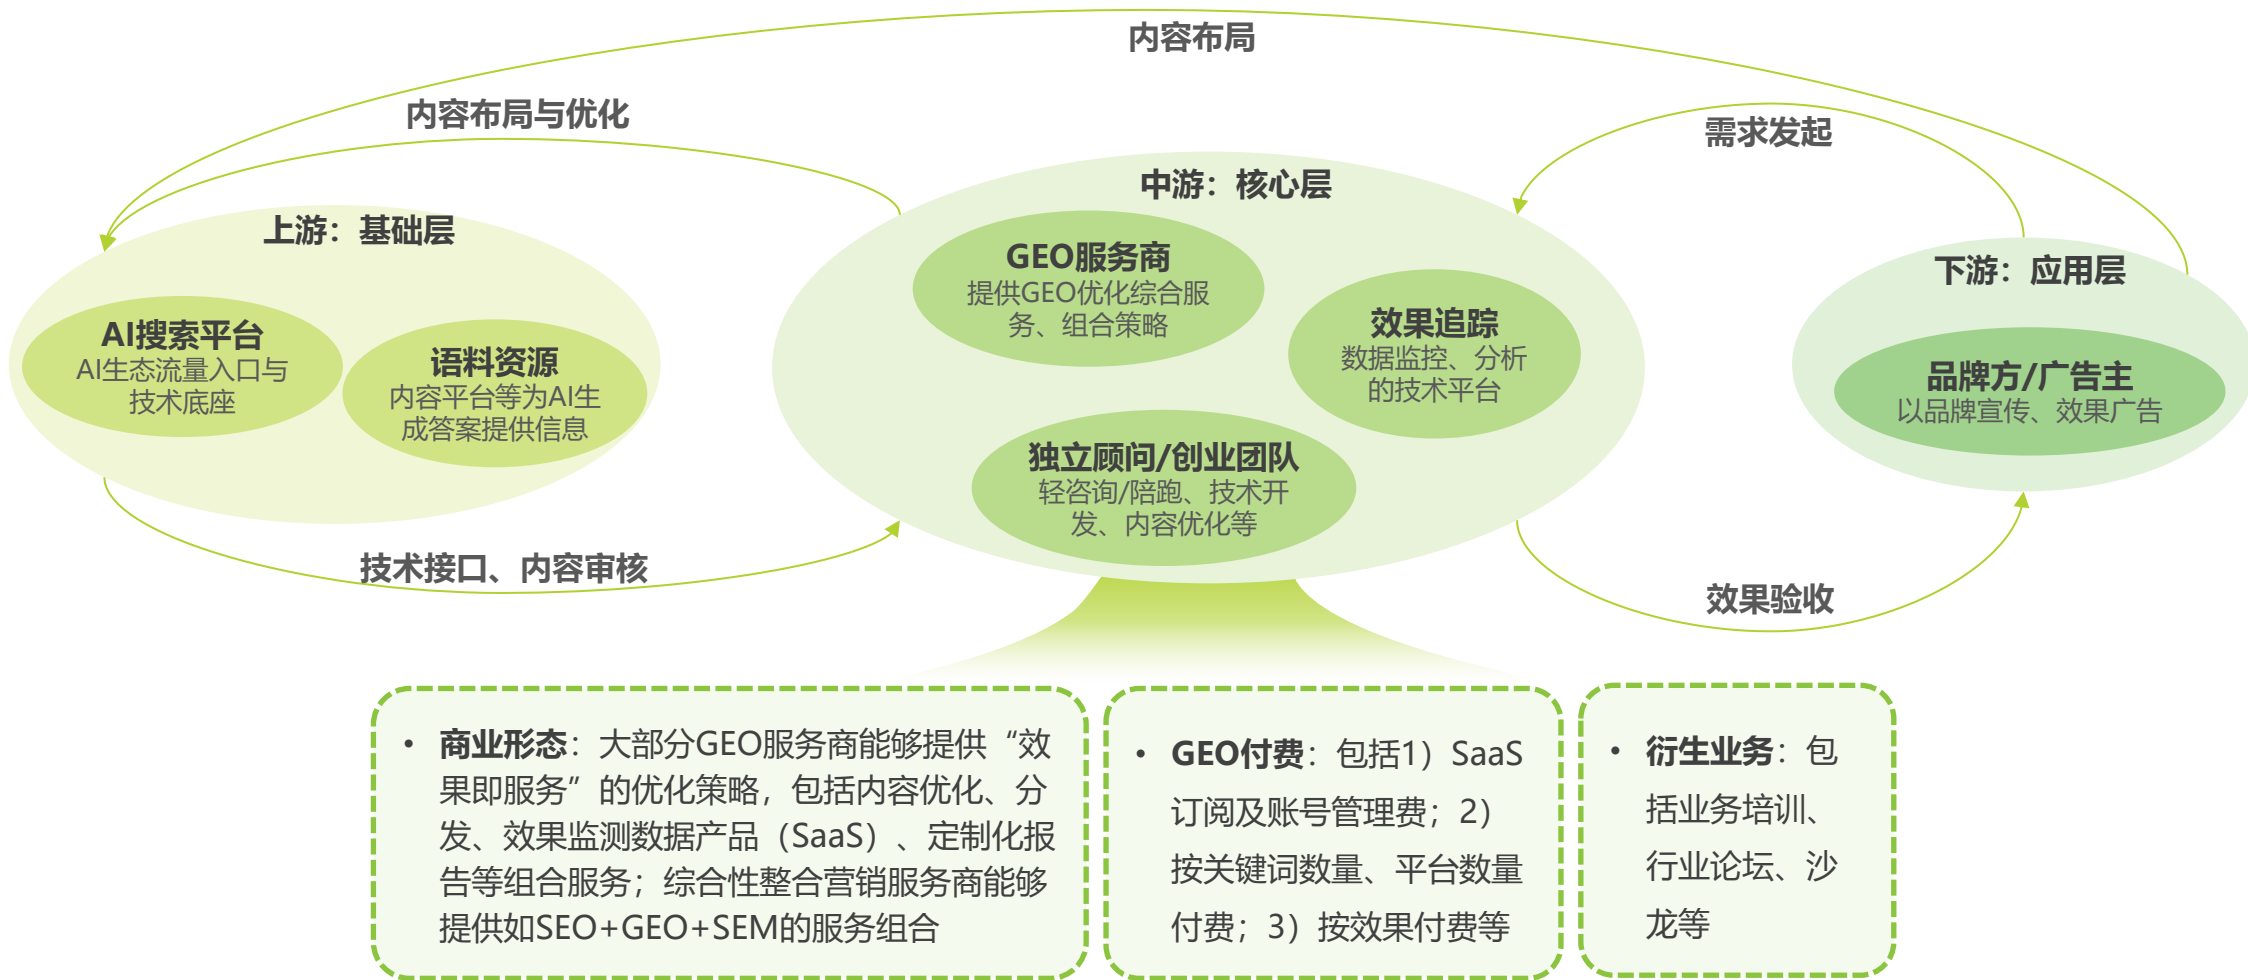 内容布局
内容布局与优化
需求发起
上游：基础层
AI搜索平台
AI生态流量入口与
技术底座
语料资源
内容平台等为AI生
成答案提供信息
中游：核心层
GEO服务商
提供GEO优化综合服
务、组合策略
效果追踪
数据监控、分析
的技术平台
独立顾问/创业团队
轻咨询/陪跑、技术开
发、内容优化等
下游：应用层
品牌方/广告主
以品牌宣传、效果广告
技术接口、内容审核
效果验收
• 商业形态：大部分GEO服务商能够提供“效
果即服务”的优化策略，包括内容优化、分
发、效果监测数据产品（SaaS）、定制化报
告等组合服务；综合性整合营销服务商能够
提供如SEO+GEO+SEM的服务组合
• GEO付费：包括1）SaaS
订阅及账号管理费；2）
按关键词数量、平台数量
付费；3）按效果付费等
• 衍生业务：包
括业务培训、
行业论坛、沙
龙等